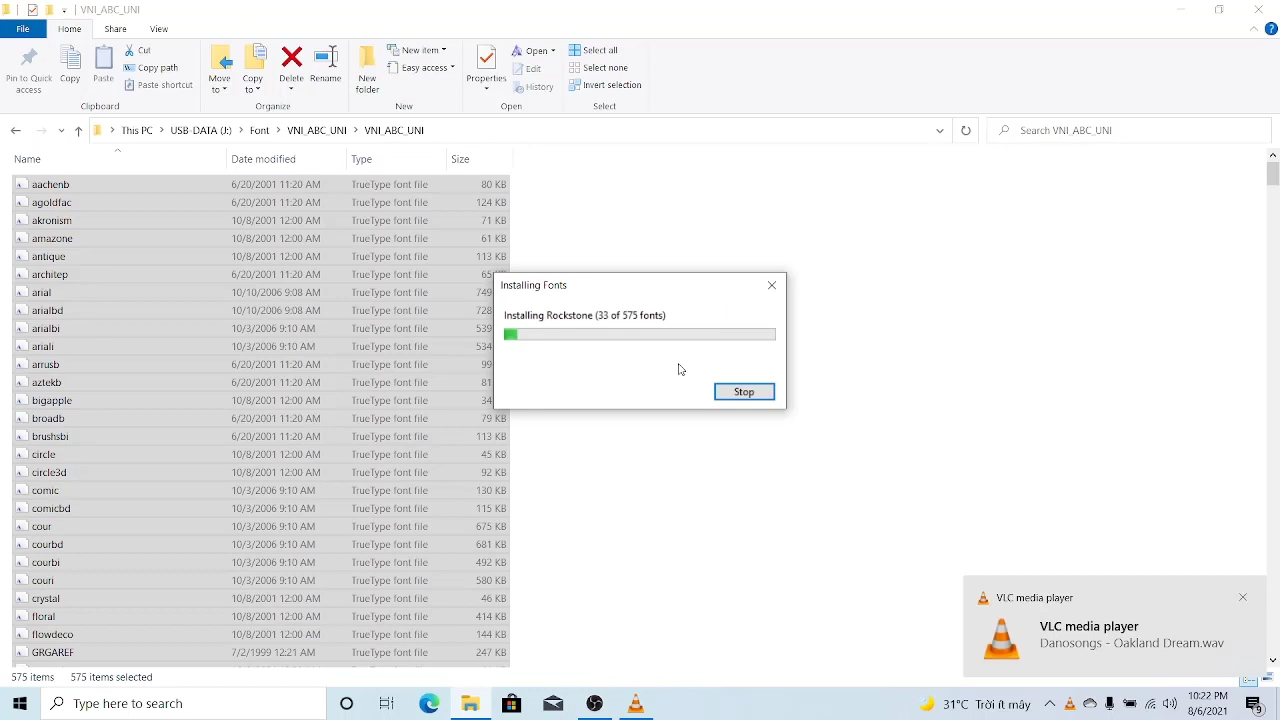 VNI_ABC_UNI
File Home Share View
Pin to Quick access
Copy
Paste
Cut
Copy path
Paste shortcut
Clipboard
Move to
Copy to
Delete
Rename
Organize
New folder
New item
Easy access
New
Properties
Open
Edit
History
Open
Select all
Select none
Invert selection
Select
This PC > USB-DATA (J:) > Font > VNI_ABC_UNI > VNI_ABC_UNI
Search VNI_ABC_UNI
Name Date modified Type Size
aachenb 6/20/2001 11:20 AM TrueType font file 80 KB
agoldfac 6/20/2001 11:20 AM TrueType font file 124 KB
akronism 10/8/2001 12:00 AM TrueType font file 71 KB
amazone 10/8/2001 12:00 AM TrueType font file 61 KB
antique 10/8/2001 12:00 AM TrueType font file 113 KB
architep 6/20/2001 11:20 AM TrueType font file 65
arial 10/10/2006 9:08 AM TrueType font file 749
arialbd 10/10/2006 9:08 AM TrueType font file 728
arialbi 10/3/2006 9:10 AM TrueType font file 539
ariali 10/3/2006 9:10 AM TrueType font file 534
arrusb 6/20/2001 11:20 AM TrueType font file 99
aztekb 6/20/2001 11:20 AM TrueType font file 81
bigapple 10/8/2001 12:00 AM TrueType font file 34
broadb 6/20/2001 11:20 AM TrueType font file 79 KB
brushsbi 6/20/2001 11:20 AM TrueType font file 113 KB
circle 10/8/2001 12:00 AM TrueType font file 45 KB
circle3d 10/8/2001 12:00 AM TrueType font file 92 KB
comic 10/3/2006 9:10 AM TrueType font file 130 KB
comicbd 10/3/2006 9:10 AM TrueType font file 115 KB
cour 10/3/2006 9:10 AM TrueType font file 675 KB
courbd 10/3/2006 9:10 AM TrueType font file 681 KB
courbi 10/3/2006 9:10 AM TrueType font file 492 KB
couri 10/3/2006 9:10 AM TrueType font file 580 KB
crystal 10/8/2001 12:00 AM TrueType font file 46 KB
floral 10/8/2001 12:00 AM TrueType font file 414 KB
flowdeco 10/8/2001 12:00 AM TrueType font file 144 KB
GRGAREF 7/2/1999 12:21 AM TrueType font file 247 KB
Installing Fonts
Installing Rockstone (33 of 575 fonts)
Stop
VLC media player
VLC media player
Danosongs - Oakland Dream.wav
575 items 575 items selected
Type here to search
31°C Trời ít mây
10:22 PM
8/6/2021